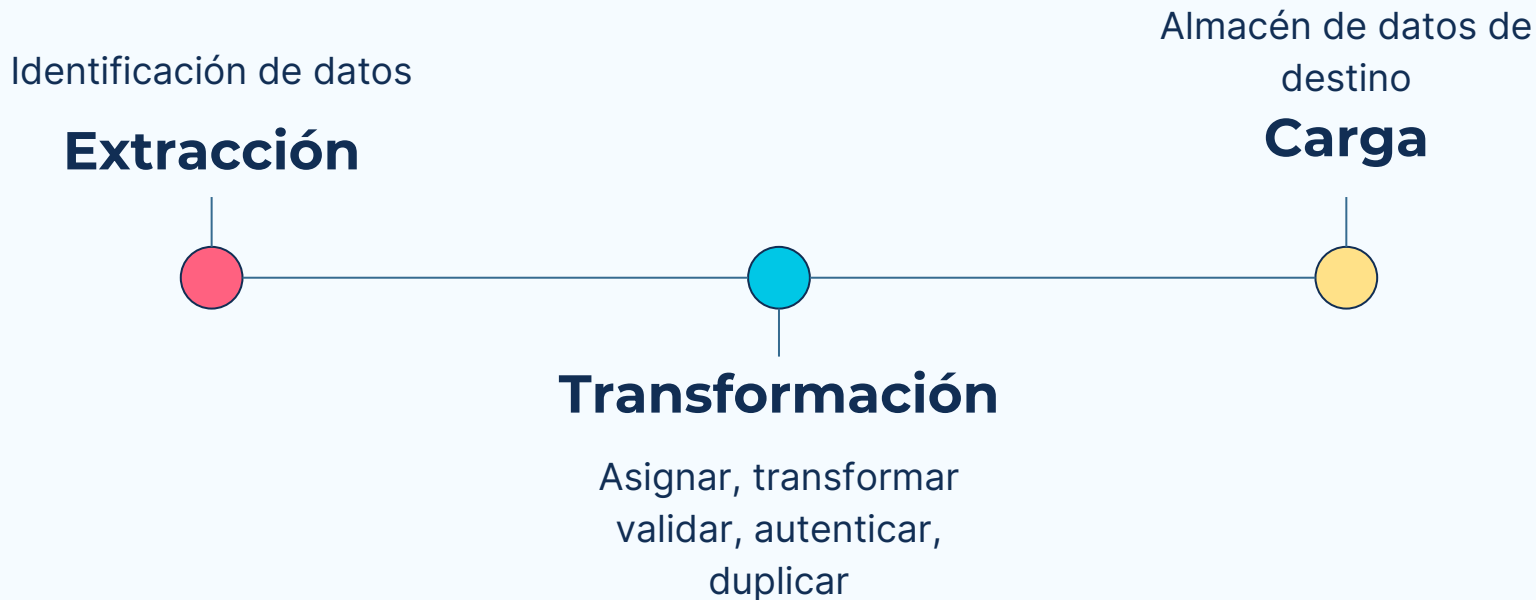 Identificación de datos
Extracción
Almacén de datos de
destino
Carga
Transformación
Asignar, transformar
validar, autenticar,
duplicar